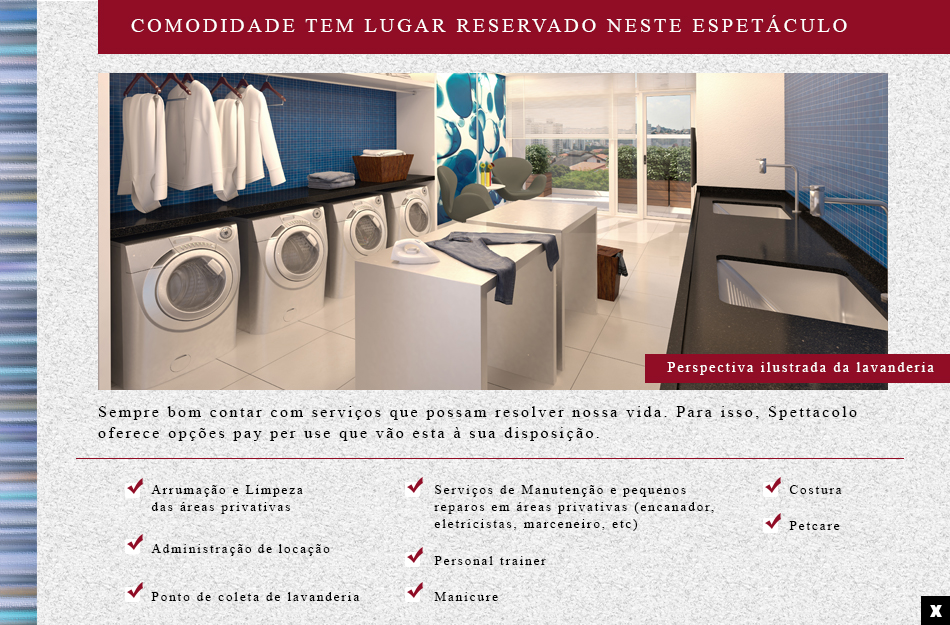 COMODIDADE TEM LUGAR RESERVADO NESTE ESPETÁCULO
Perspectiva ilustrada da lavanderia
Sempre bom contar com serviços que possam resolver nossa vida. Para isso, Spettacolo
oferece opções pay per use que vão esta à sua disposição.
Arrumação e Limpeza
das áreas privativas
Administração de locação
Ponto de coleta de lavanderia
Serviços de Manutenção e pequenos
reparos em áreas privativas (encanador,
eletricistas, marceneiro, etc)
Personal trainer
Manicure
Costura
Petcare
X